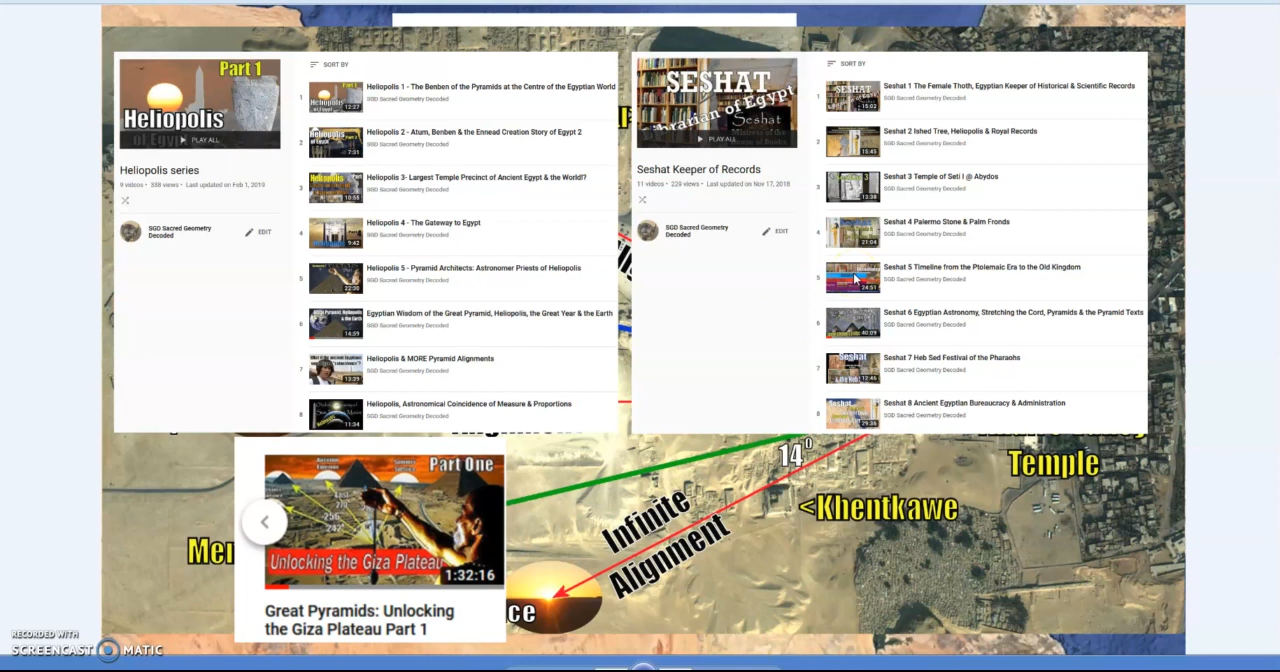 Part 1
Heliopolis
of Egypt
PLAY ALL
Heliopolis series
9 videos • 338 views • Last updated on Feb 1, 2019
SGD Sacred Geometry
Decoded
EDIT
SORT BY
1
12:27
Heliopolis 1 - The Benben of the Pyramids at the Centre of the Egyptian World
SGD Sacred Geometry Decoded
2
7:31
Heliopolis 2 - Atum, Benben & the Ennead Creation Story of Egypt 2
SGD Sacred Geometry Decoded
3
10:55
Heliopolis 3- Largest Temple Precinct of Ancient Egypt & the World!?
SGD Sacred Geometry Decoded
4
9:42
Heliopolis 4 - The Gateway to Egypt
SGD Sacred Geometry Decoded
5
22:30
Heliopolis 5 - Pyramid Architects: Astronomer Priests of Heliopolis
SGD Sacred Geometry Decoded
6
14:59
Egyptian Wisdom of the Great Pyramid, Heliopolis, the Great Year & the Earth
SGD Sacred Geometry Decoded
7
13:29
Heliopolis & MORE Pyramid Alignments
SGD Sacred Geometry Decoded
8
11:34
Heliopolis, Astronomical Coincidence of Measure & Proportions
SGD Sacred Geometry Decoded
SESHAT
Librarian of Egypt
Seshat
PLAY ALL
Seshat Keeper of Records
11 videos • 229 views • Last updated on Nov 17, 2018
SGD Sacred Geometry
Decoded
EDIT
SORT BY
1
SESHAT
15:02
Seshat 1 The Female Thoth, Egyptian Keeper of Historical & Scientific Records
SGD Sacred Geometry Decoded
2
15:45
Seshat 2 Ished Tree, Heliopolis & Royal Records
SGD Sacred Geometry Decoded
3
13:38
Seshat 3 Temple of Seti I @ Abydos
SGD Sacred Geometry Decoded
4
21:04
Seshat 4 Palermo Stone & Palm Fronds
SGD Sacred Geometry Decoded
5
24:51
Seshat 5 Timeline from the Ptolemaic Era to the Old Kingdom
SGD Sacred Geometry Decoded
6
40:09
Seshat 6 Egyptian Astronomy, Stretching the Cord, Pyramids & the Pyramid Texts
SGD Sacred Geometry Decoded
7
Seshat
12:46
Seshat 7 Heb Sed Festival of the Pharaohs
SGD Sacred Geometry Decoded
8
29:36
Seshat 8 Ancient Egyptian Bureaucracy & Administration
SGD Sacred Geometry Decoded
14°
Temple
<Khentkawe
Infinite
Alignment
Men
ce
Part One
Unlocking the Giza Plateau
1:32:16
Great Pyramids: Unlocking
the Giza Plateau Part 1
RECORDED WITH
SCREENCAST MATIC